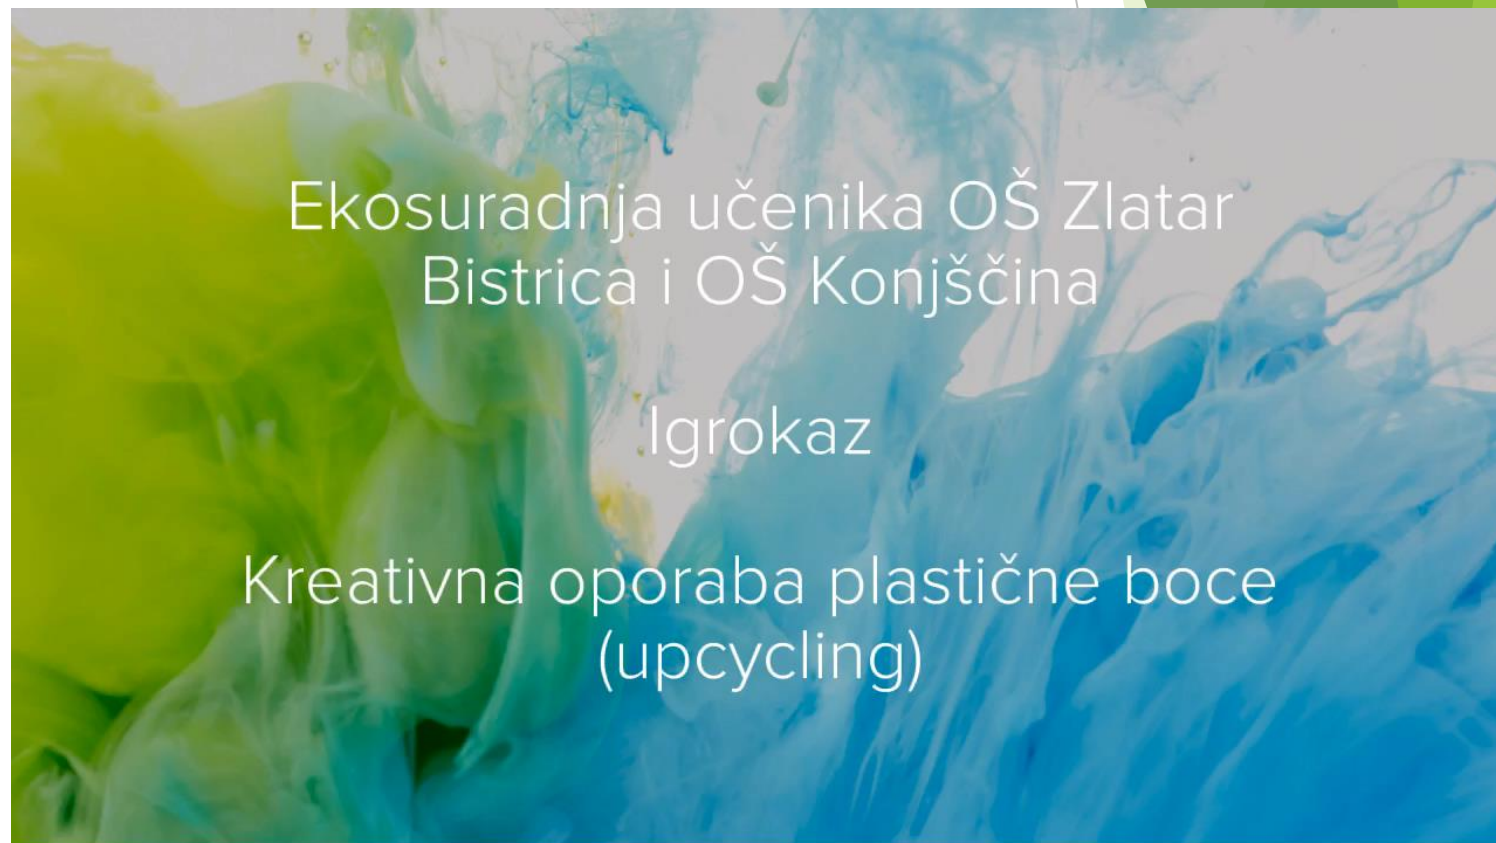 Ekosuradnja učenika OŠ Zlatar
Bistrica i OŠ Konjščina
Igrokaz
Kreativna oporaba plastične boce
(upcycling)